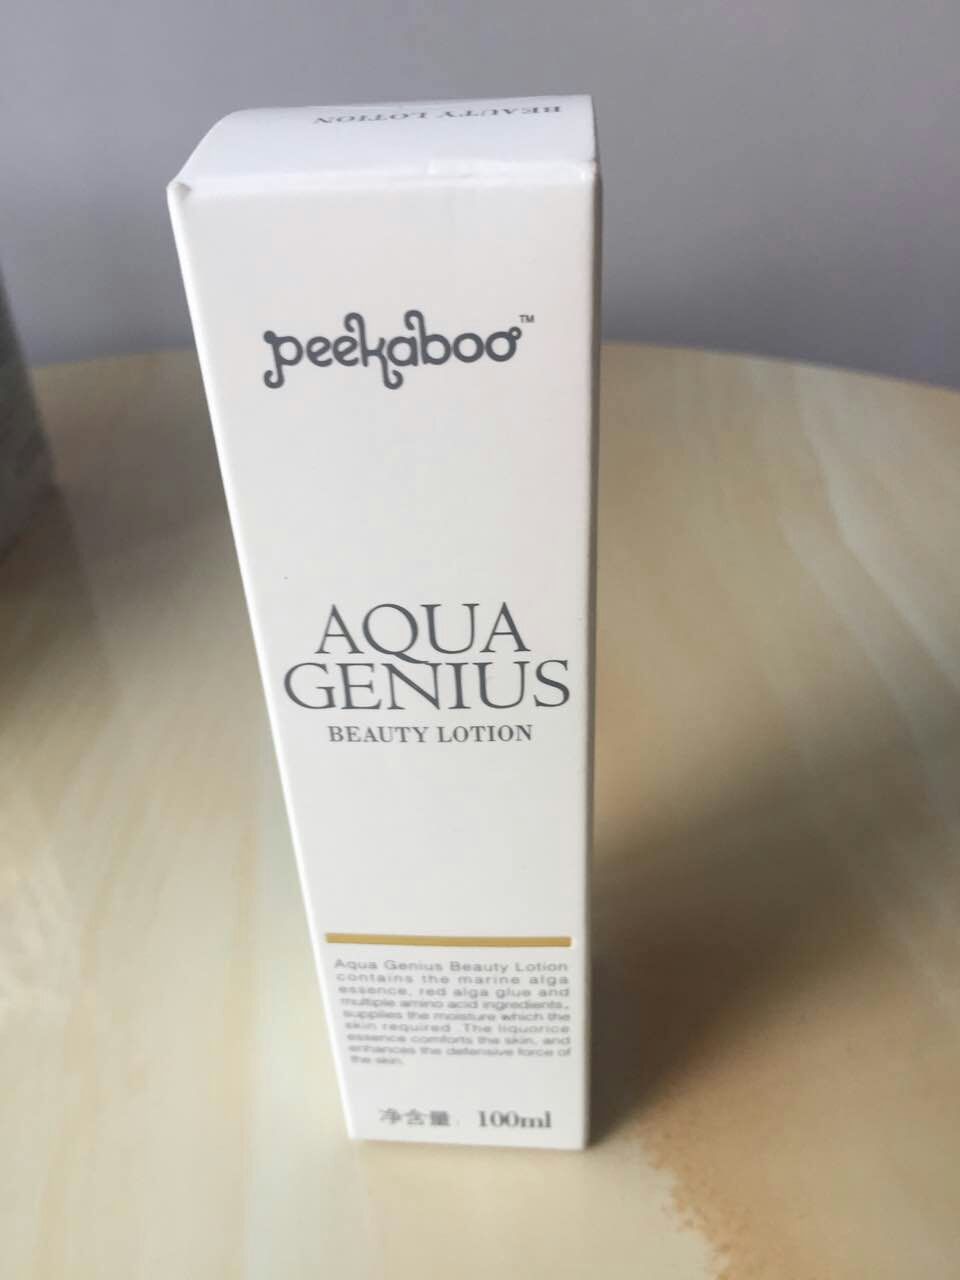 BEAUTY LOTION
peekaboo™
AQUA
GENIUS
BEAUTY LOTION
Aqua Genius Beauty Lotion
contains the marine alga
essence, red alga glue and
multiple amino acid ingredients,
supplies the moisture which the
skin required. The liquorice
essence comforts the skin, and
enhances the defensive force of
the skin.
净含量: 100ml